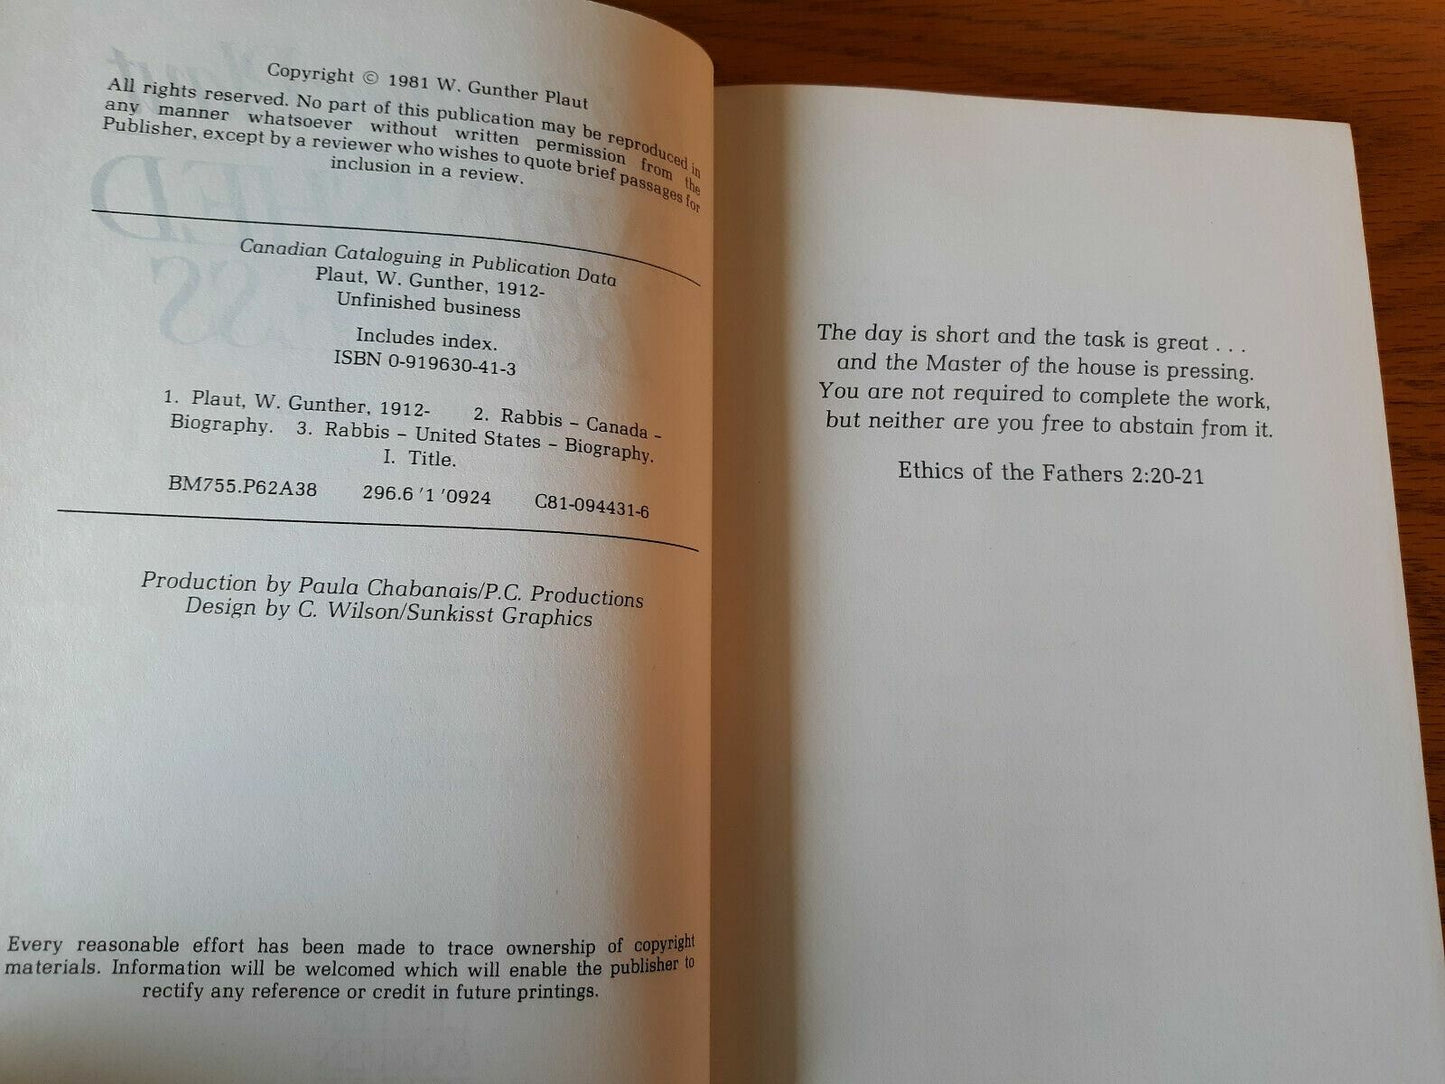 Copyright © 1981 W. Gunther Plaut
All rights reserved. No part of this publication may be reproduced in
any manner whatsoever without written permission from the
Publisher, except by a reviewer who wishes to quote brief passages for
inclusion in a review.
Canadian Cataloguing in Publication Data
Plaut, W. Gunther, 1912-
Unfinished business
Includes index.
ISBN 0-919630-41-3
1. Plaut, W. Gunther, 1912- 2. Rabbis – Canada –
Biography. 3. Rabbis – United States – Biography.
I. Title.
BM755.P62A38 296.6 '1 '0924 C81-094431-6
Production by Paula Chabanais/P.C. Productions
Design by C. Wilson/Sunkisst Graphics
Every reasonable effort has been made to trace ownership of copyright
materials. Information will be welcomed which will enable the publisher to
rectify any reference or credit in future printings.
The day is short and the task is great . . .
and the Master of the house is pressing.
You are not required to complete the work,
but neither are you free to abstain from it.
Ethics of the Fathers 2:20-21